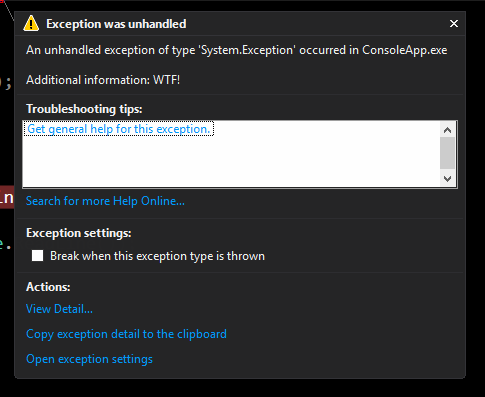 Exception was unhandled
An unhandled exception of type 'System.Exception' occurred in ConsoleApp.exe
Additional information: WTF!
);
Troubleshooting tips:
Get general help for this exception.
in
Search for more Help Online...
Exception settings:
e.
Break when this exception type is thrown
Actions:
View Detail...
Copy exception detail to the clipboard
Open exception settings